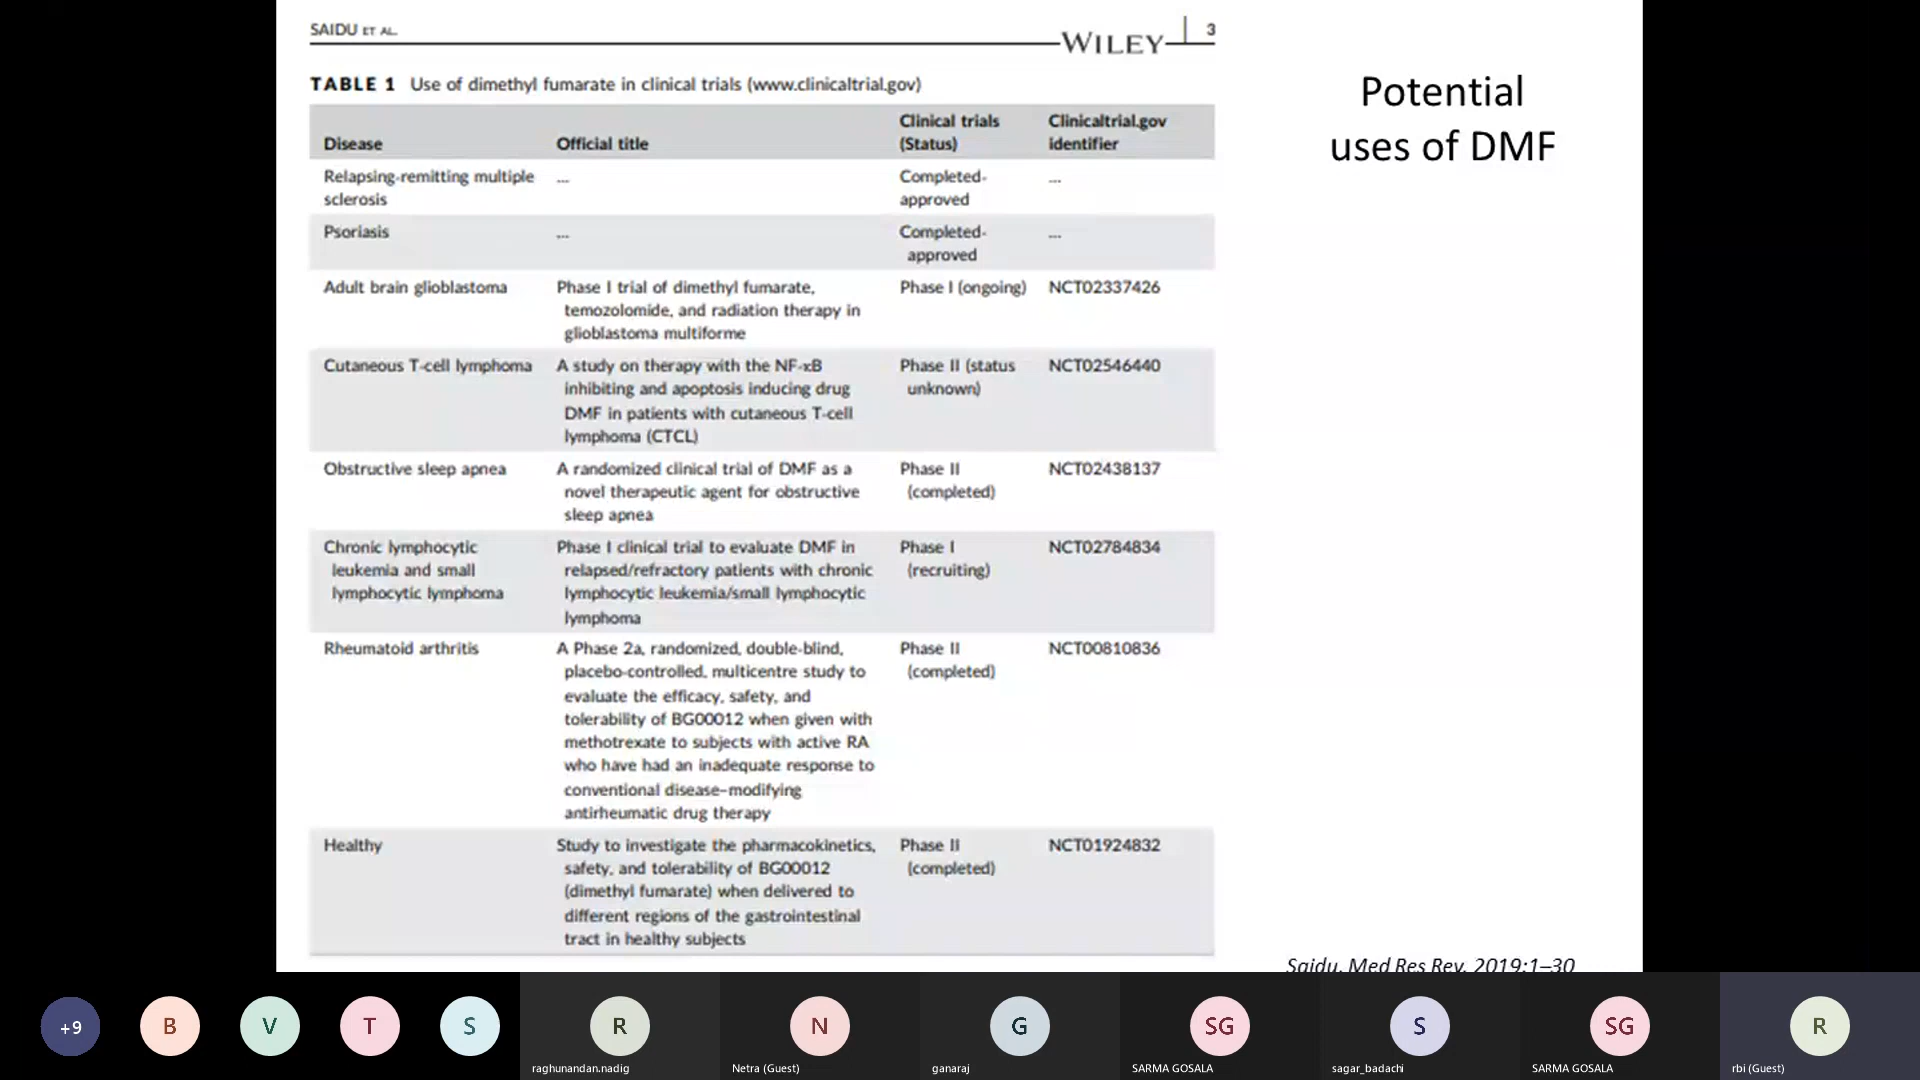 SAIDU ET AL.
WILEY
3
TABLE 1 Use of dimethyl fumarate in clinical trials (www.clinicaltrial.gov)
Disease
Official title
Clinical trials
(Status)
Clinicaltrial.gov
identifier
Relapsing-remitting multiple
sclerosis
...
Completed-
approved
...
Psoriasis
...
Completed-
approved
...
Adult brain glioblastoma
Phase I trial of dimethyl fumarate,
temozolomide, and radiation therapy in
glioblastoma multiforme
Phase I (ongoing)
NCT02337426
Cutaneous T-cell lymphoma
A study on therapy with the NF-κB
inhibiting and apoptosis inducing drug
DMF in patients with cutaneous T-cell
lymphoma (CTCL)
Phase II (status
unknown)
NCT02546440
Obstructive sleep apnea
A randomized clinical trial of DMF as a
novel therapeutic agent for obstructive
sleep apnea
Phase II
(completed)
NCT02438137
Chronic lymphocytic
leukemia and small
lymphocytic lymphoma
Phase I clinical trial to evaluate DMF in
relapsed/refractory patients with chronic
lymphocytic leukemia/small lymphocytic
lymphoma
Phase I
(recruiting)
NCT02784834
Rheumatoid arthritis
A Phase 2a, randomized, double-blind,
placebo-controlled, multicentre study to
evaluate the efficacy, safety, and
tolerability of BG00012 when given with
methotrexate to subjects with active RA
who have had an inadequate response to
conventional disease–modifying
antirheumatic drug therapy
Phase II
(completed)
NCT00810836
Healthy
Study to investigate the pharmacokinetics,
safety, and tolerability of BG00012
(dimethyl fumarate) when delivered to
different regions of the gastrointestinal
tract in healthy subjects
Phase II
(completed)
NCT01924832
Potential
uses of DMF
Saidu. Med Res Rev. 2019:1–30
+9
B
V
T
S
R
raghunandan.nadig
N
Netra (Guest)
G
ganaraj
SG
SARMA GOSALA
S
sagar_badachi
SG
SARMA GOSALA
R
rbi (Guest)